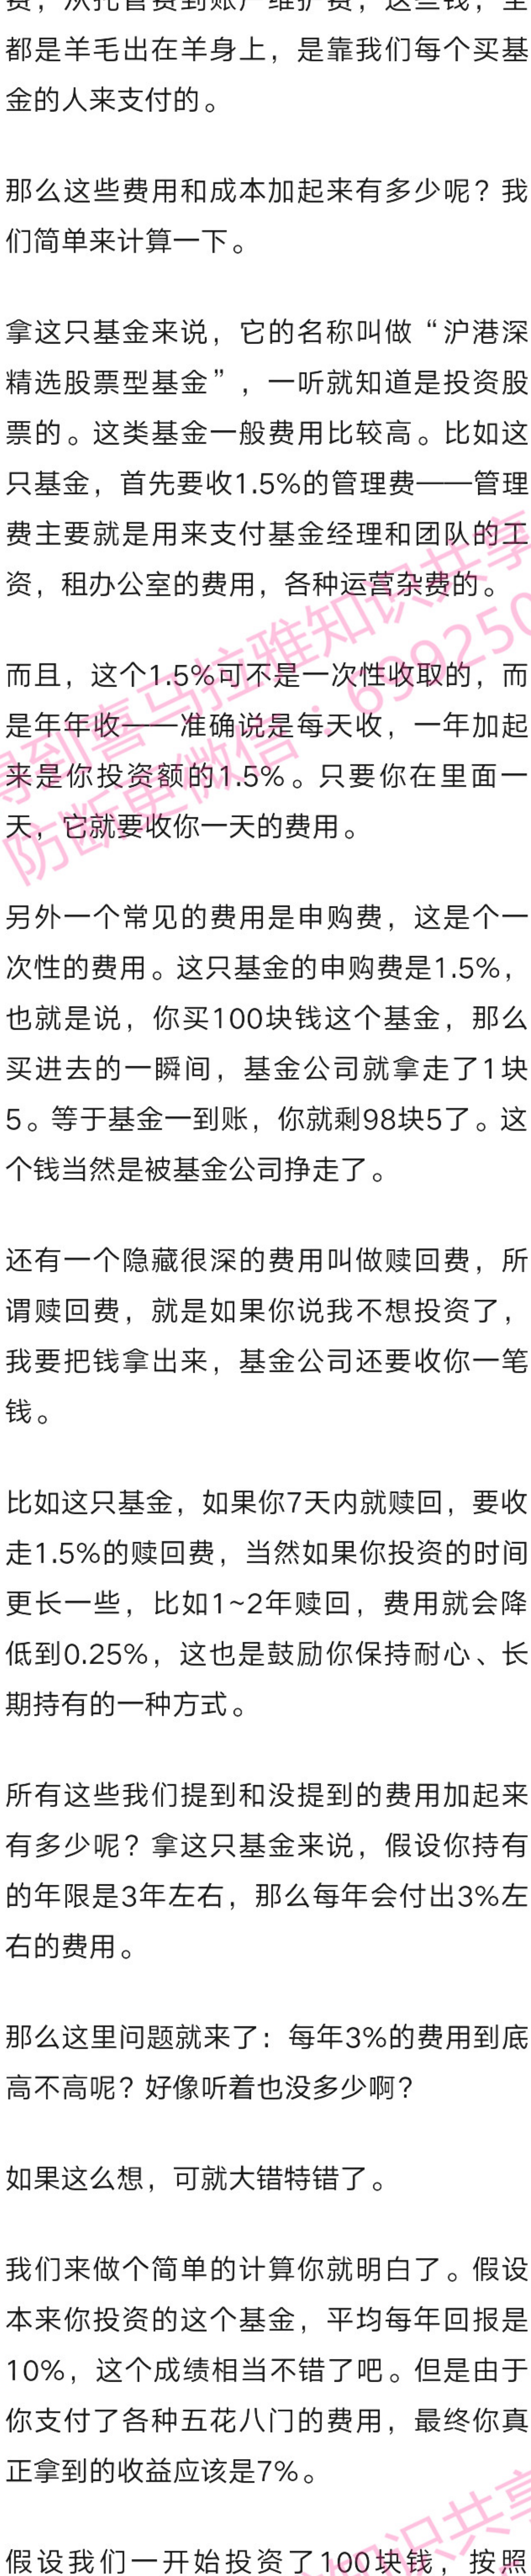 费，从托管费到账户维护费，这些钱，全
都是羊毛出在羊身上，是靠我们每个买基
金的人来支付的。
那么这些费用和成本加起来有多少呢？我
们简单来计算一下。
拿这只基金来说，它的名称叫做“沪港深
精选股票型基金”，一听就知道是投资股
票的。这类基金一般费用比较高。比如这
只基金，首先要收1.5%的管理费——管理
费主要就是用来支付基金经理和团队的工
资，租办公室的费用，各种运营杂费的。
得到喜马拉雅知识共享
防断更微信：699250
而且，这个1.5%可不是一次性收取的，而
是年年收——准确说是每天收，一年加起
来是你投资额的1.5%。只要你在里面一
天，它就要收你一天的费用。
另外一个常见的费用是申购费，这是个一
次性的费用。这只基金的申购费是1.5%，
也就是说，你买100块钱这个基金，那么
买进去的一瞬间，基金公司就拿走了1块
5。等于基金一到账，你就剩98块5了。这
个钱当然是被基金公司挣走了。
还有一个隐藏很深的费用叫做赎回费，所
谓赎回费，就是如果你说我不想投资了，
我要把钱拿出来，基金公司还要收你一笔
钱。
比如这只基金，如果你7天内就赎回，要收
走1.5%的赎回费，当然如果你投资的时间
更长一些，比如1~2年赎回，费用就会降
低到0.25%，这也是鼓励你保持耐心、长
期持有的一种方式。
所有这些我们提到和没提到的费用加起来
有多少呢？拿这只基金来说，假设你持有
的年限是3年左右，那么每年会付出3%左
右的费用。
那么这里问题就来了：每年3%的费用到底
高不高呢？好像听着也没多少啊？
如果这么想，可就大错特错了。
我们来做个简单的计算你就明白了。假设
本来你投资的这个基金，平均每年回报是
10%，这个成绩相当不错了吧。但是由于
你支付了各种五花八门的费用，最终你真
正拿到的收益应该是7%。
假设我们一开始投资了100块钱，按照
知识共享